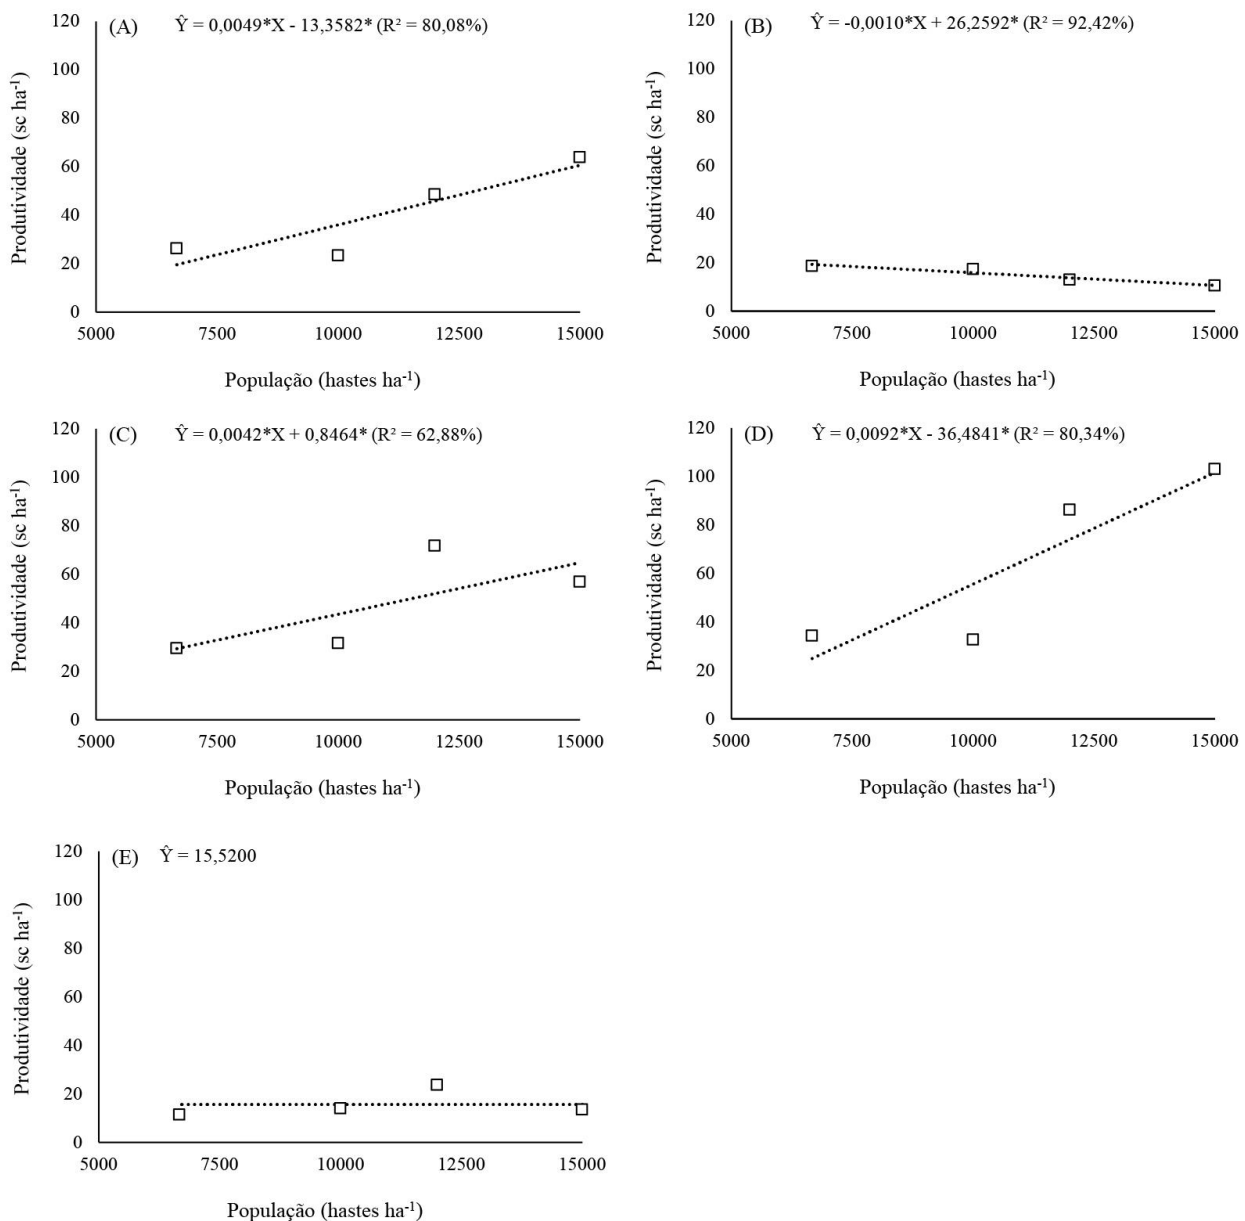 (A) Ŷ = 0,0049*X - 13,3582* (R² = 80,08%)
Produtividade (sc ha⁻¹)
120
100
80
60
40
20
0
5000 7500 10000 12500 15000
População (hastes ha⁻¹)
(B) Ŷ = -0,0010*X + 26,2592* (R² = 92,42%)
Produtividade (sc ha⁻¹)
120
100
80
60
40
20
0
5000 7500 10000 12500 15000
População (hastes ha⁻¹)
(C) Ŷ = 0,0042*X + 0,8464* (R² = 62,88%)
Produtividade (sc ha⁻¹)
120
100
80
60
40
20
0
5000 7500 10000 12500 15000
População (hastes ha⁻¹)
(D) Ŷ = 0,0092*X - 36,4841* (R² = 80,34%)
Produtividade (sc ha⁻¹)
120
100
80
60
40
20
0
5000 7500 10000 12500 15000
População (hastes ha⁻¹)
(E) Ŷ = 15,5200
Produtividade (sc ha⁻¹)
120
100
80
60
40
20
0
5000 7500 10000 12500 15000
População (hastes ha⁻¹)